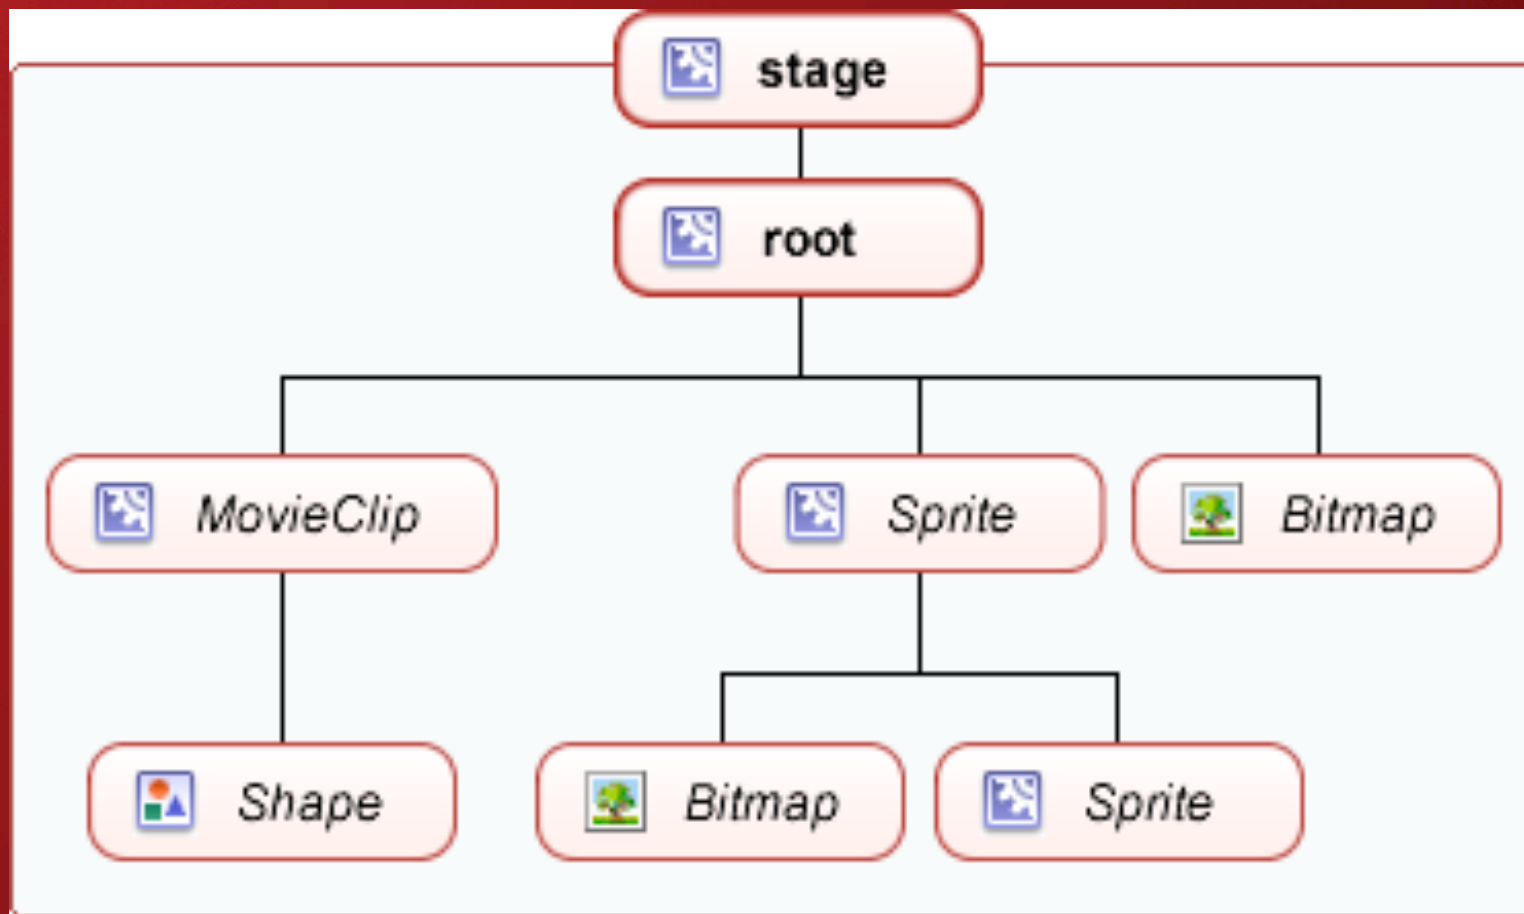 stage
root
MovieClip
Sprite
Bitmap
Shape
Bitmap
Sprite